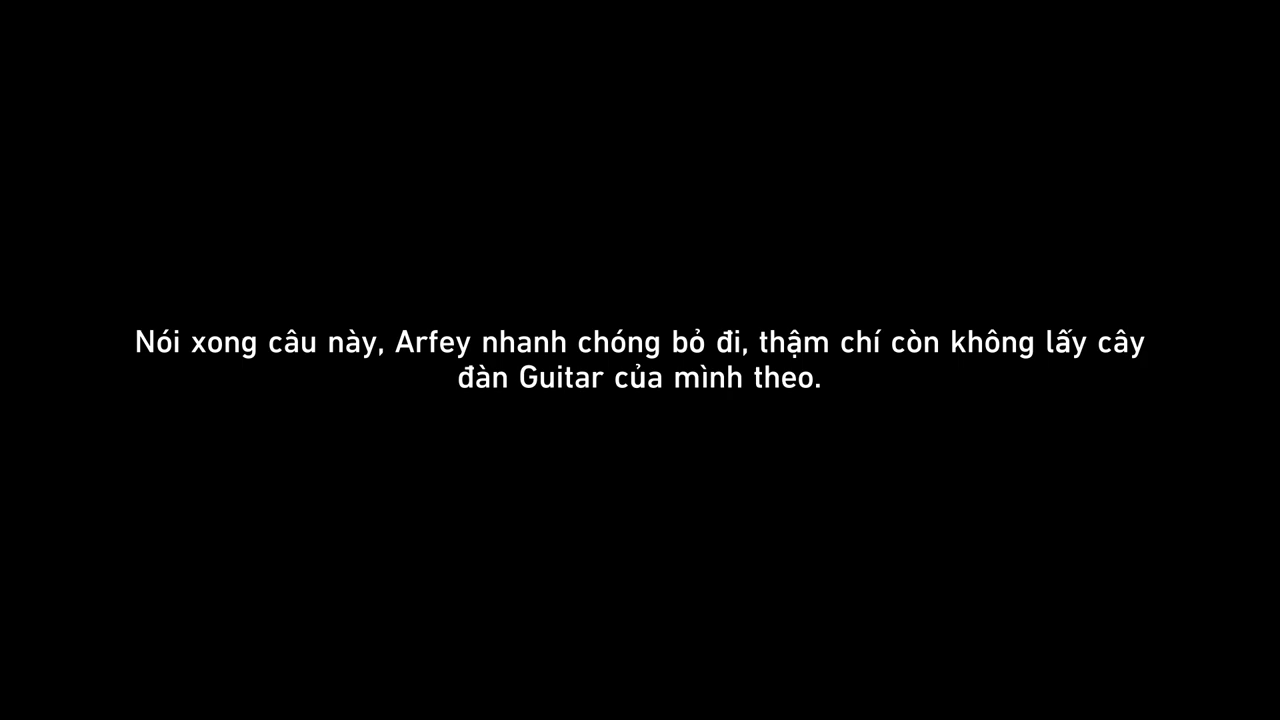 Nói xong câu này, Arfey nhanh chóng bỏ đi, thậm chí còn không lấy cây
đàn Guitar của mình theo.